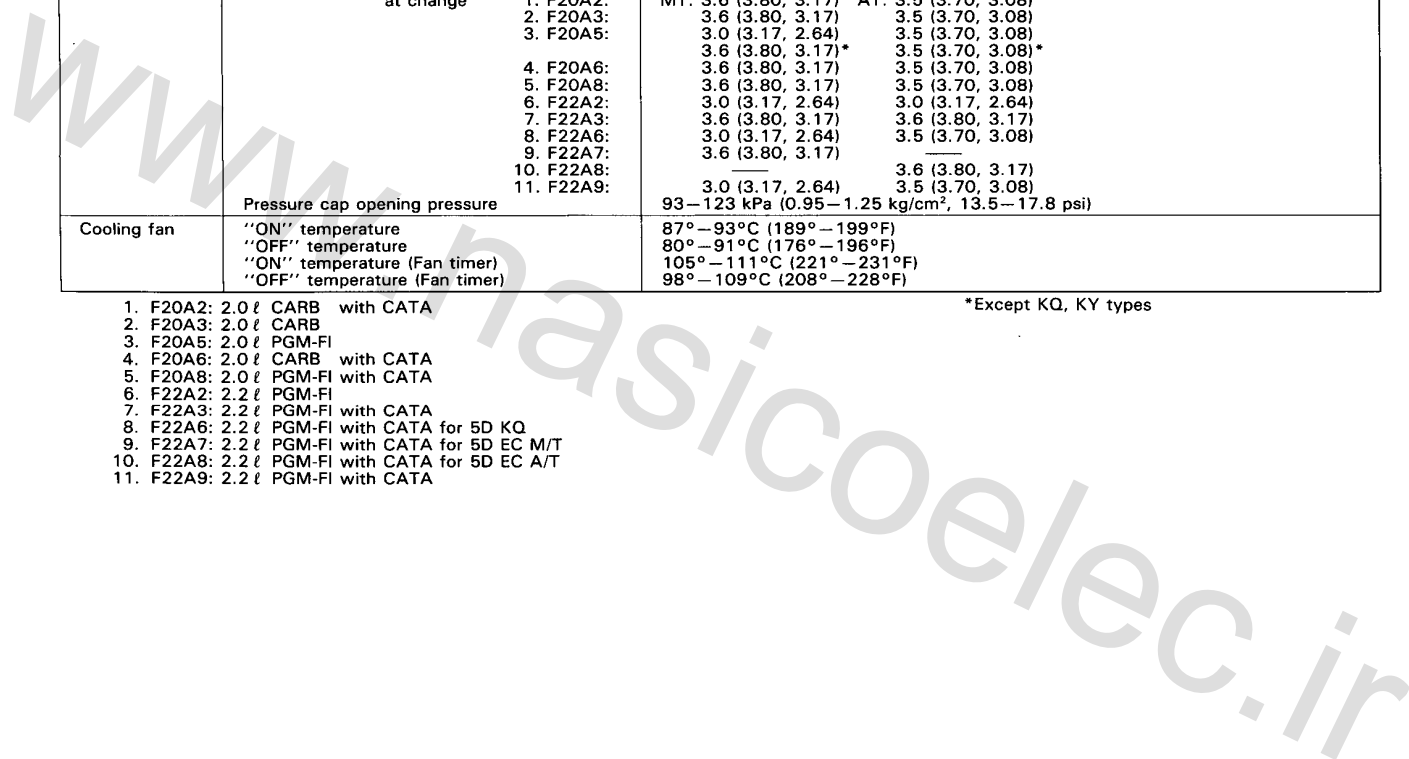 at change 1. F20A2: MT: 3.6 (3.80, 3.17) AT: 3.5 (3.70, 3.08)
2. F20A3: 3.6 (3.80, 3.17) 3.5 (3.70, 3.08)
3. F20A5: 3.0 (3.17, 2.64) 3.5 (3.70, 3.08)
3.6 (3.80, 3.17)* 3.5 (3.70, 3.08)*
4. F20A6: 3.6 (3.80, 3.17) 3.5 (3.70, 3.08)
5. F20A8: 3.6 (3.80, 3.17) 3.5 (3.70, 3.08)
6. F22A2: 3.0 (3.17, 2.64) 3.0 (3.17, 2.64)
7. F22A3: 3.6 (3.80, 3.17) 3.6 (3.80, 3.17)
8. F22A6: 3.0 (3.17, 2.64) 3.5 (3.70, 3.08)
9. F22A7: 3.6 (3.80, 3.17) —
10. F22A8: — 3.6 (3.80, 3.17)
11. F22A9: 3.0 (3.17, 2.64) 3.5 (3.70, 3.08)
Pressure cap opening pressure 93—123 kPa (0.95—1.25 kg/cm², 13.5—17.8 psi)
Cooling fan ''ON'' temperature 87°—93°C (189°—199°F)
''OFF'' temperature 80°—91°C (176°—196°F)
''ON'' temperature (Fan timer) 105°—111°C (221°—231°F)
''OFF'' temperature (Fan timer) 98°—109°C (208°—228°F)
1. F20A2: 2.0 ℓ CARB with CATA *Except KQ, KY types
2. F20A3: 2.0 ℓ CARB
3. F20A5: 2.0 ℓ PGM-FI
4. F20A6: 2.0 ℓ CARB with CATA
5. F20A8: 2.0 ℓ PGM-FI with CATA
6. F22A2: 2.2 ℓ PGM-FI
7. F22A3: 2.2 ℓ PGM-FI with CATA
8. F22A6: 2.2 ℓ PGM-FI with CATA for 5D KQ
9. F22A7: 2.2 ℓ PGM-FI with CATA for 5D EC M/T
10. F22A8: 2.2 ℓ PGM-FI with CATA for 5D EC A/T
11. F22A9: 2.2 ℓ PGM-FI with CATA
www.nasicoelec.ir